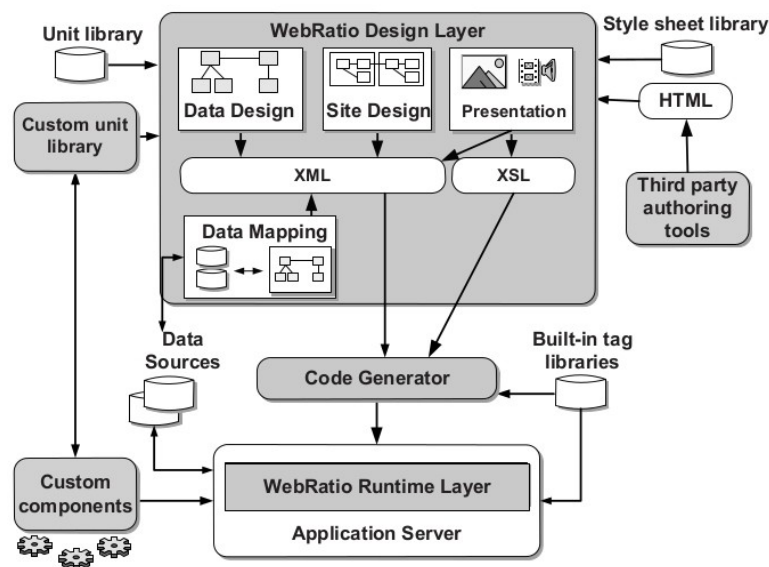 WebRatio Design Layer
Unit library
Style sheet library
Data Design
Site Design
Presentation
HTML
Custom unit
library
XML
XSL
Third party
authoring
tools
Data Mapping
Data
Sources
Built-in tag
libraries
Code Generator
Custom
components
WebRatio Runtime Layer
Application Server